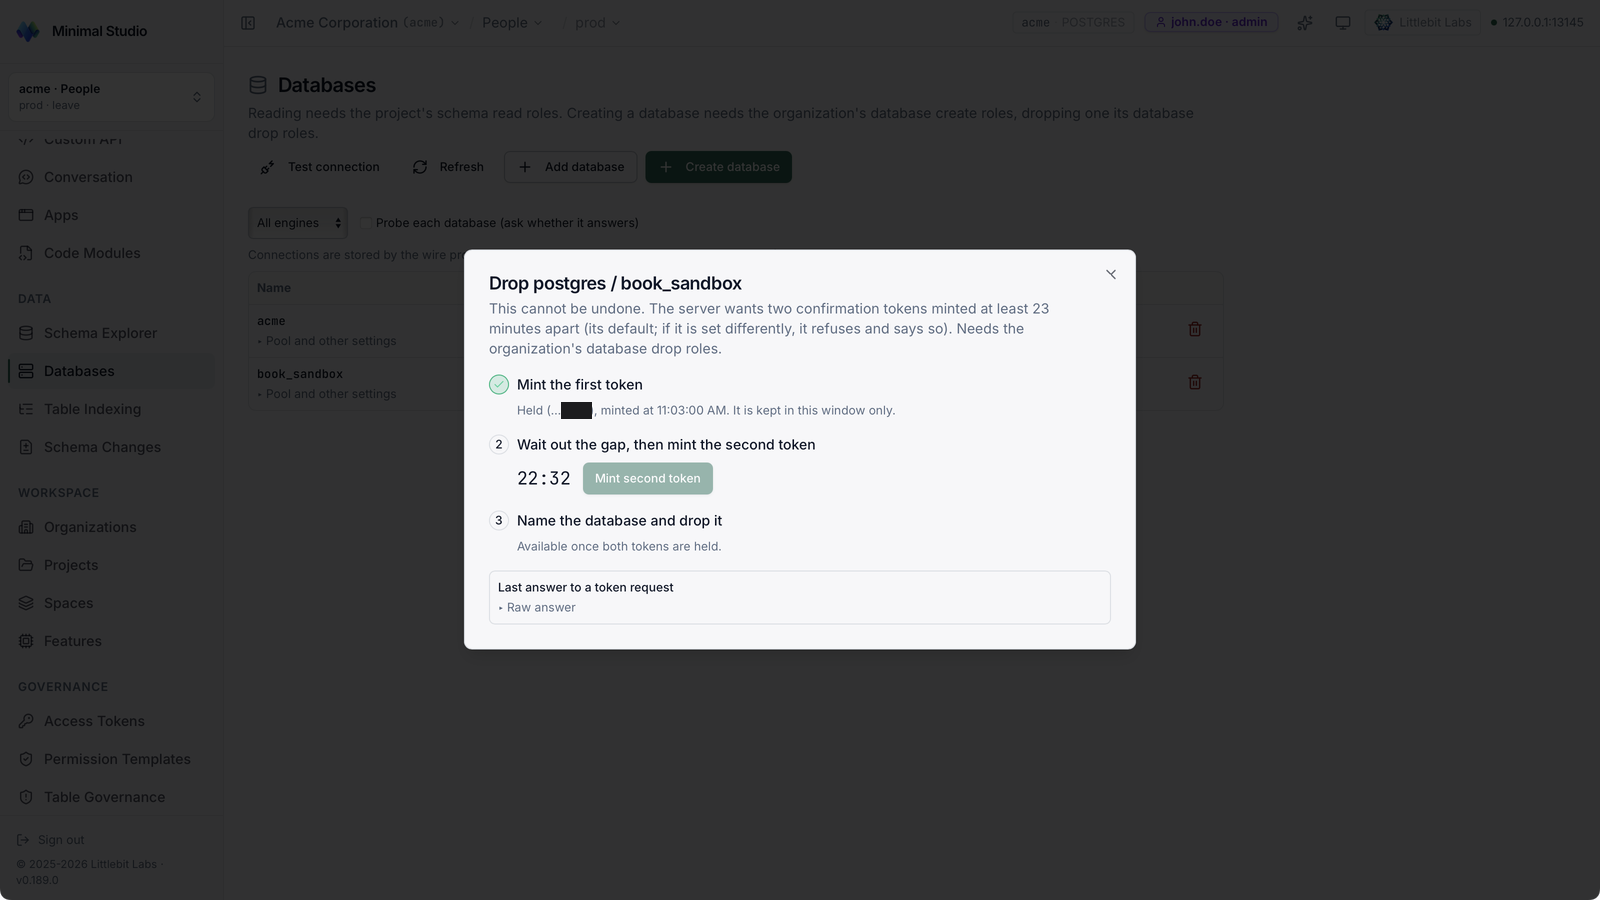 Minimal Studio
Acme Corporation (acme) / People / prod
acme · POSTGRES
john.doe · admin
Littlebit Labs
127.0.0.1:13145
acme · People
prod · leave
Custom API
Conversation
Apps
Code Modules
DATA
Schema Explorer
Databases
Table Indexing
Schema Changes
WORKSPACE
Organizations
Projects
Spaces
Features
GOVERNANCE
Access Tokens
Permission Templates
Table Governance
Sign out
© 2025-2026 Littlebit Labs ·
v0.189.0
Databases
Reading needs the project's schema read roles. Creating a database needs the organization's database create roles, dropping one its database
drop roles.
Test connection
Refresh
Add database
Create database
All engines
Probe each database (ask whether it answers)
Connections are stored by the wire
Name
acme
Pool and other settings
book_sandbox
Pool and other settings
Drop postgres / book_sandbox
This cannot be undone. The server wants two confirmation tokens minted at least 23
minutes apart (its default; if it is set differently, it refuses and says so). Needs the
organization's database drop roles.
Mint the first token
Held (… ), minted at 11:03:00 AM. It is kept in this window only.
2 Wait out the gap, then mint the second token
22:32 Mint second token
3 Name the database and drop it
Available once both tokens are held.
Last answer to a token request
Raw answer